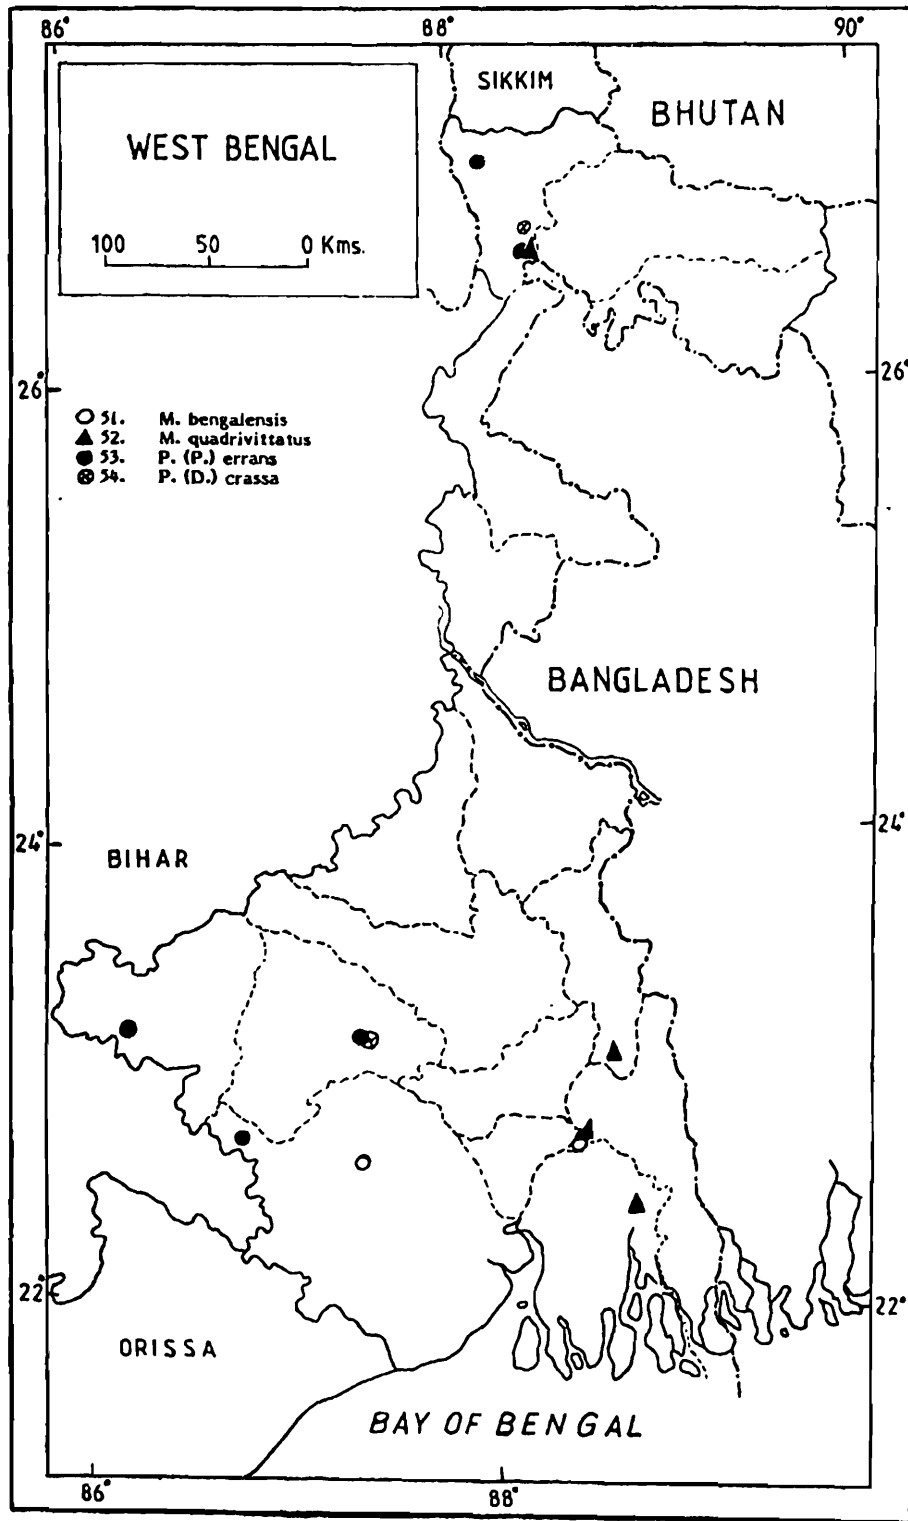 86° 88° 90°
SIKKIM
BHUTAN
WEST BENGAL
100 50 0 Kms.
26° 26°
51. M. bengalensis
52. M. quadrivittatus
53. P. (P.) errans
54. P. (D.) crassa
BANGLADESH
24° 24°
BIHAR
22° 22°
ORISSA
BAY OF BENGAL
86° 88°